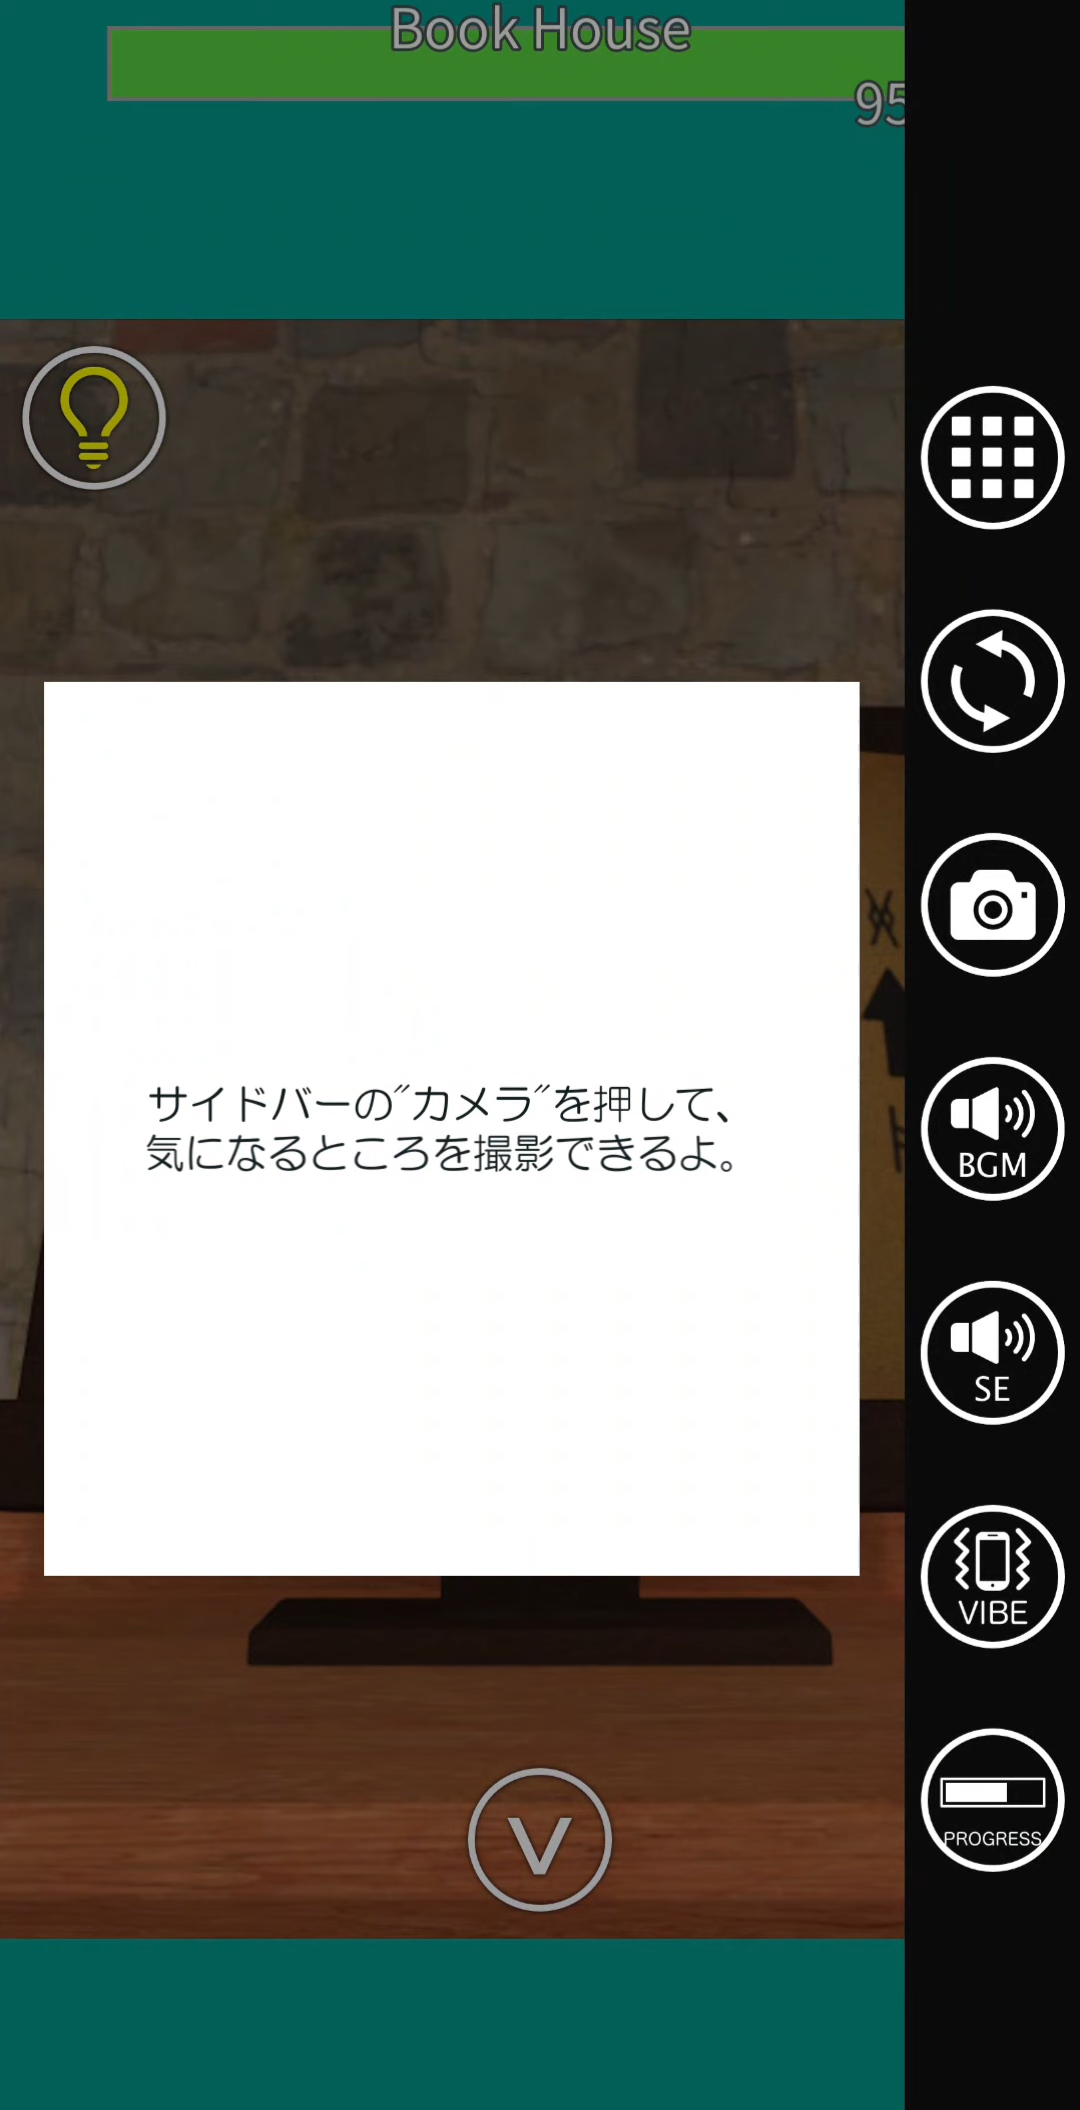 Book House
95
サイドバーの″カメラ″を押して、
気になるところを撮影できるよ。
BGM
SE
VIBE
PROGRESS
V